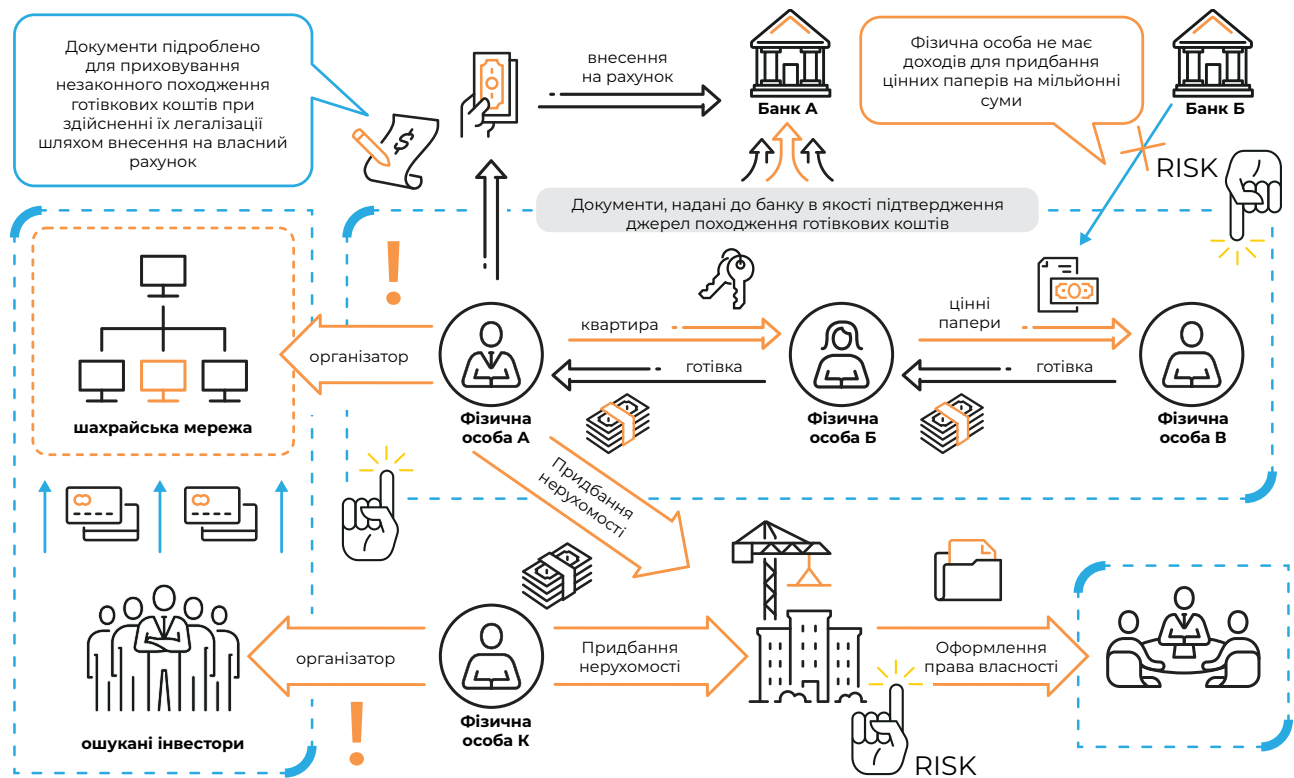 Документи підроблено
для приховування
незаконного походження
готівкових коштів при
здійсненні їх легалізації
шляхом внесення на власний
рахунок
внесення
на рахунок
Банк А
Фізична особа не має
доходів для придбання
цінних паперів на мільйонні
суми
Банк Б
RISK
Документи, надані до банку в якості підтвердження
джерел походження готівкових коштів
шахрайська мережа
організатор
Фізична
особа А
квартира
готівка
Фізична
особа Б
цінні
папери
готівка
Фізична
особа В
Придбання
нерухомості
ошукані інвестори
організатор
Фізична
особа К
Придбання
нерухомості
Оформлення
права власності
RISK